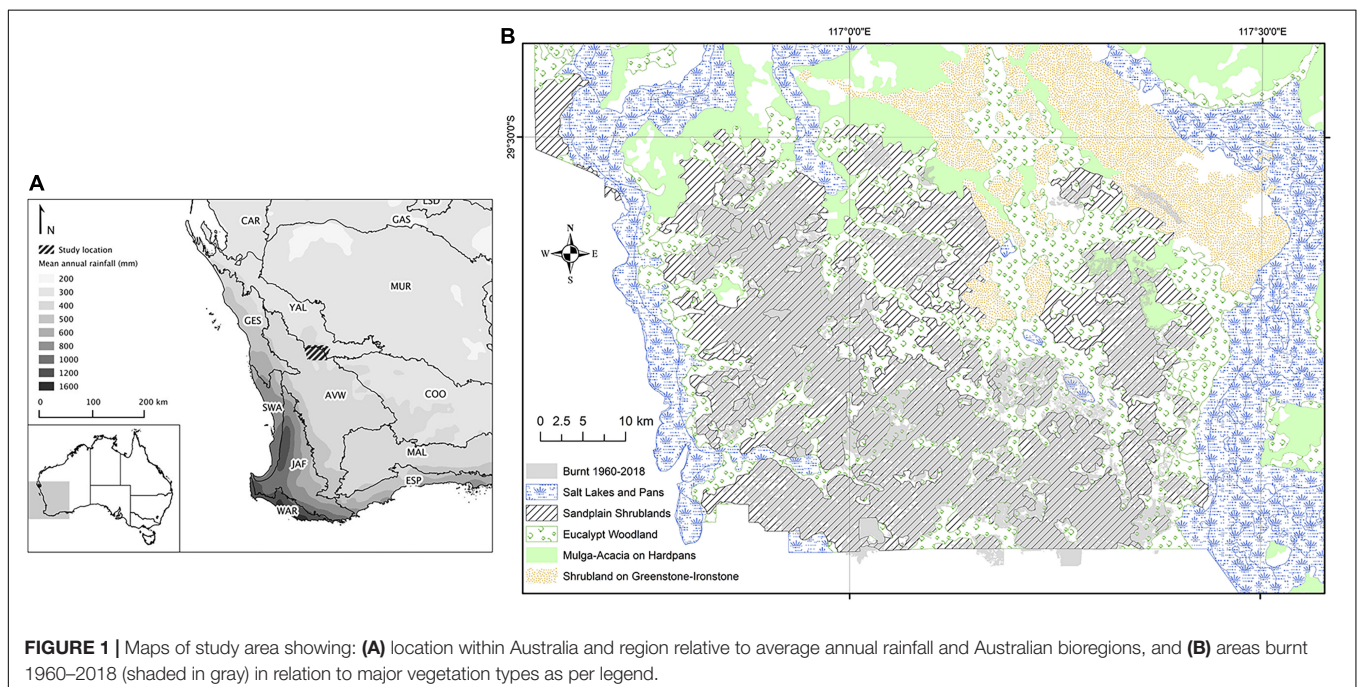 A
N
Study location
Mean annual rainfall (mm)
200
300
400
500
600
800
1000
1200
1600
0 100 200 km
CAR
LSD
GAS
MUR
YAL
GES
AVW
COO
SWA
MAL
JAF
ESP
WAR
B
117°0'0"E
117°30'0"E
29°30'0"S
N
W E
S
0 2.5 5 10 km
Burnt 1960-2018
Salt Lakes and Pans
Sandplain Shrublands
Eucalypt Woodland
Mulga-Acacia on Hardpans
Shrubland on Greenstone-Ironstone
FIGURE 1 | Maps of study area showing: (A) location within Australia and region relative to average annual rainfall and Australian bioregions, and (B) areas burnt
1960–2018 (shaded in gray) in relation to major vegetation types as per legend.